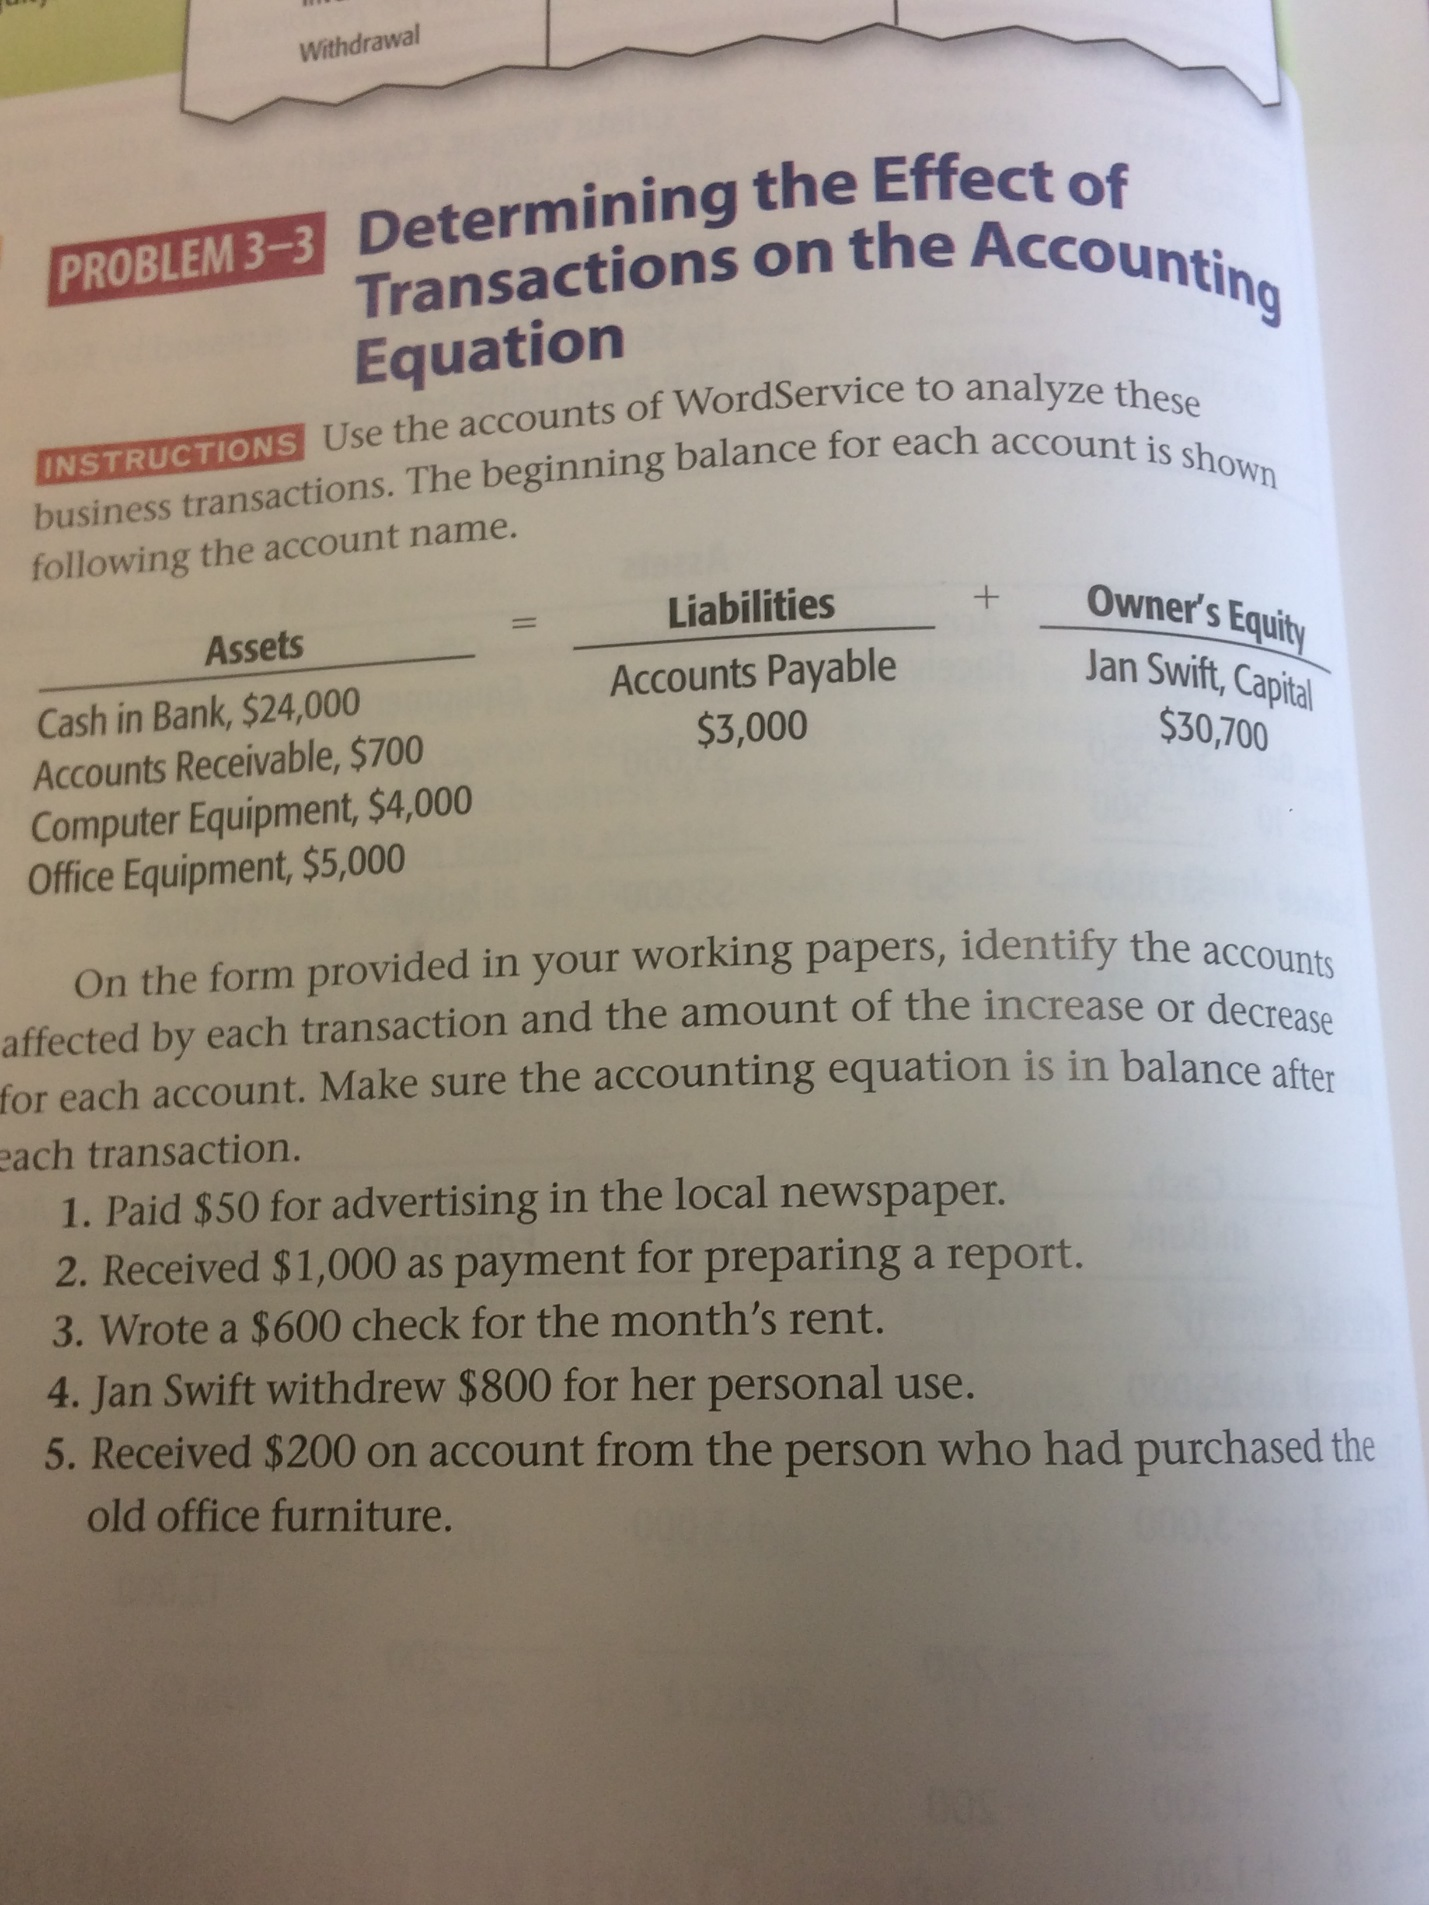 Withdrawal
PROBLEM 3–3 Determining the Effect of
Transactions on the Accounting
Equation
INSTRUCTIONS Use the accounts of WordService to analyze these
business transactions. The beginning balance for each account is shown
following the account name.
Assets = Liabilities + Owner's Equity
Cash in Bank, $24,000 Accounts Payable Jan Swift, Capital
Accounts Receivable, $700 $3,000 $30,700
Computer Equipment, $4,000
Office Equipment, $5,000
On the form provided in your working papers, identify the accounts
affected by each transaction and the amount of the increase or decrease
for each account. Make sure the accounting equation is in balance after
each transaction.
1. Paid $50 for advertising in the local newspaper.
2. Received $1,000 as payment for preparing a report.
3. Wrote a $600 check for the month's rent.
4. Jan Swift withdrew $800 for her personal use.
5. Received $200 on account from the person who had purchased the
old office furniture.